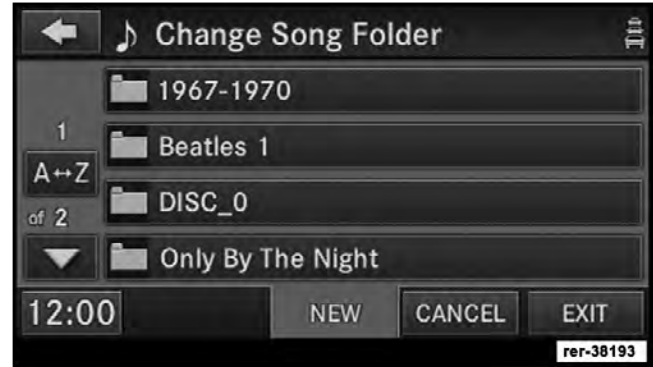 Change Song Folder
1967-1970
1
Beatles 1
A↔Z
DISC_0
of 2
Only By The Night
12:00 NEW CANCEL EXIT
rer-38193